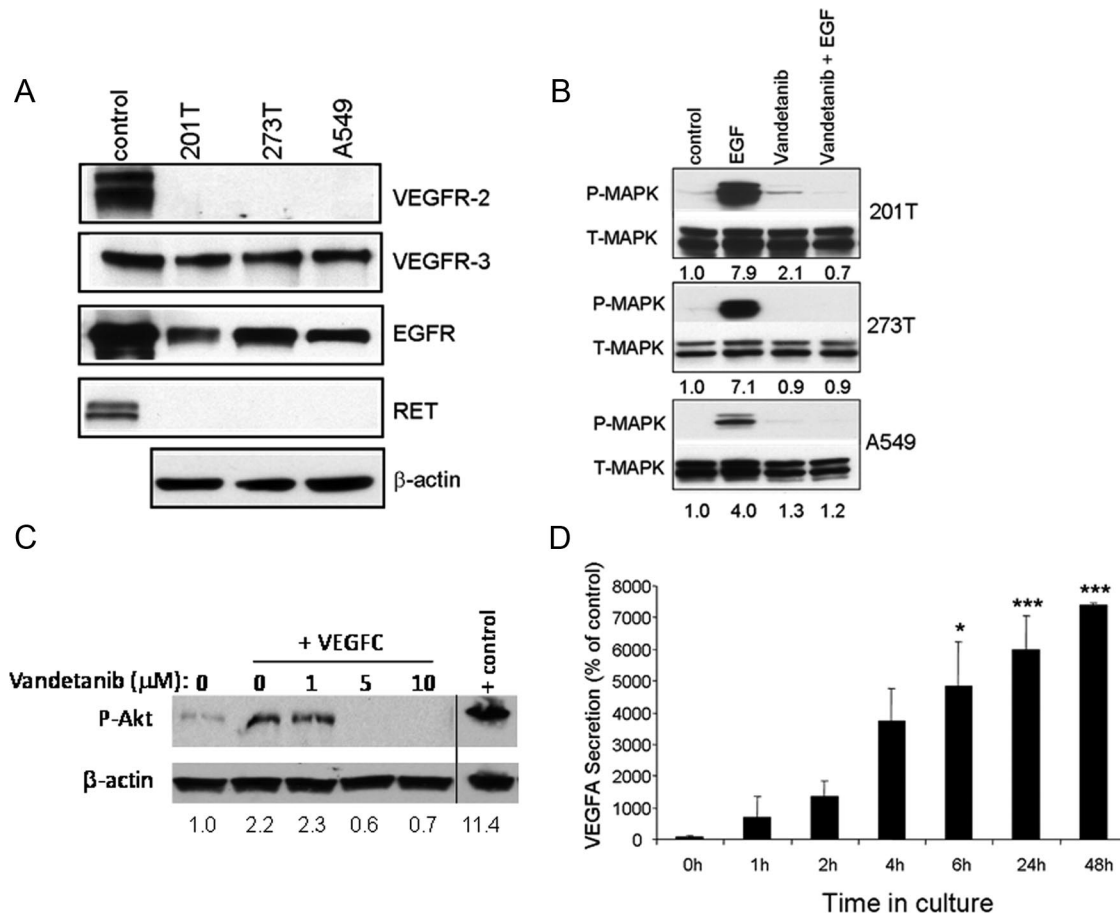 A
control
201T
273T
A549
VEGFR-2
VEGFR-3
EGFR
RET
β-actin
B
control
EGF
Vandetanib
Vandetanib + EGF
P-MAPK
201T
T-MAPK
1.0 7.9 2.1 0.7
P-MAPK
273T
T-MAPK
1.0 7.1 0.9 0.9
P-MAPK
A549
T-MAPK
1.0 4.0 1.3 1.2
C
+ VEGFC
+ control
Vandetanib (μM): 0 0 1 5 10
P-Akt
β-actin
1.0 2.2 2.3 0.6 0.7 11.4
D
VEGFA Secretion (% of control)
8000
7000
6000
5000
4000
3000
2000
1000
0
* *** ***
0h 1h 2h 4h 6h 24h 48h
Time in culture